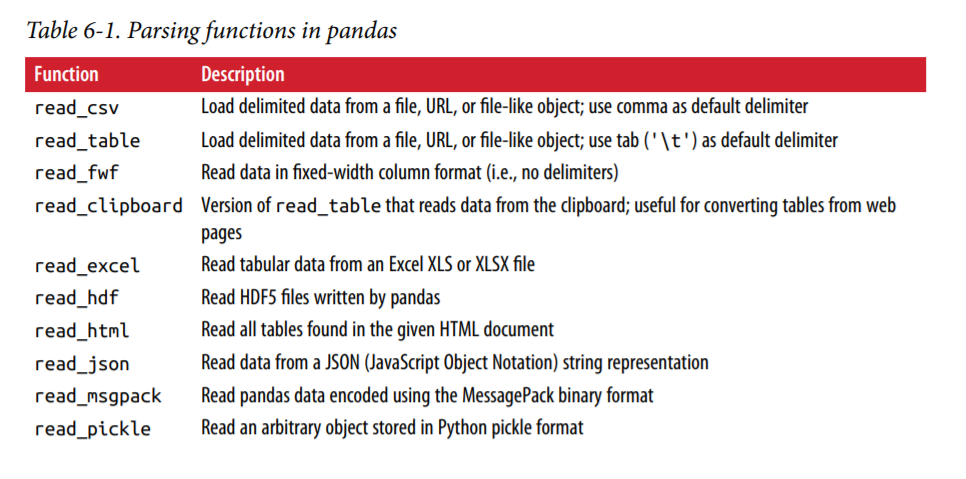 Table 6-1. Parsing functions in pandas
Function Description
read_csv Load delimited data from a file, URL, or file-like object; use comma as default delimiter
read_table Load delimited data from a file, URL, or file-like object; use tab ('\t') as default delimiter
read_fwf Read data in fixed-width column format (i.e., no delimiters)
read_clipboard Version of read_table that reads data from the clipboard; useful for converting tables from web
pages
read_excel Read tabular data from an Excel XLS or XLSX file
read_hdf Read HDF5 files written by pandas
read_html Read all tables found in the given HTML document
read_json Read data from a JSON (JavaScript Object Notation) string representation
read_msgpack Read pandas data encoded using the MessagePack binary format
read_pickle Read an arbitrary object stored in Python pickle format